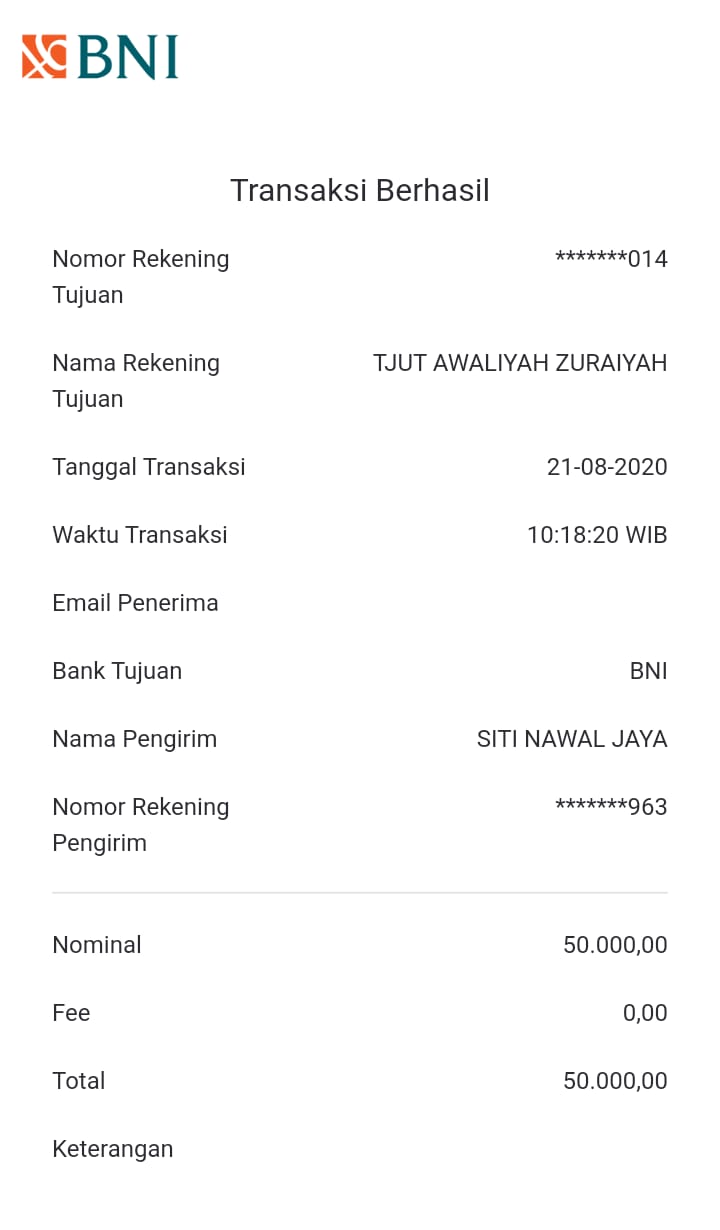 BNI
Transaksi Berhasil
Nomor Rekening Tujuan *******014
Nama Rekening Tujuan TJUT AWALIYAH ZURAIYAH
Tanggal Transaksi 21-08-2020
Waktu Transaksi 10:18:20 WIB
Email Penerima
Bank Tujuan BNI
Nama Pengirim SITI NAWAL JAYA
Nomor Rekening Pengirim *******963
Nominal 50.000,00
Fee 0,00
Total 50.000,00
Keterangan